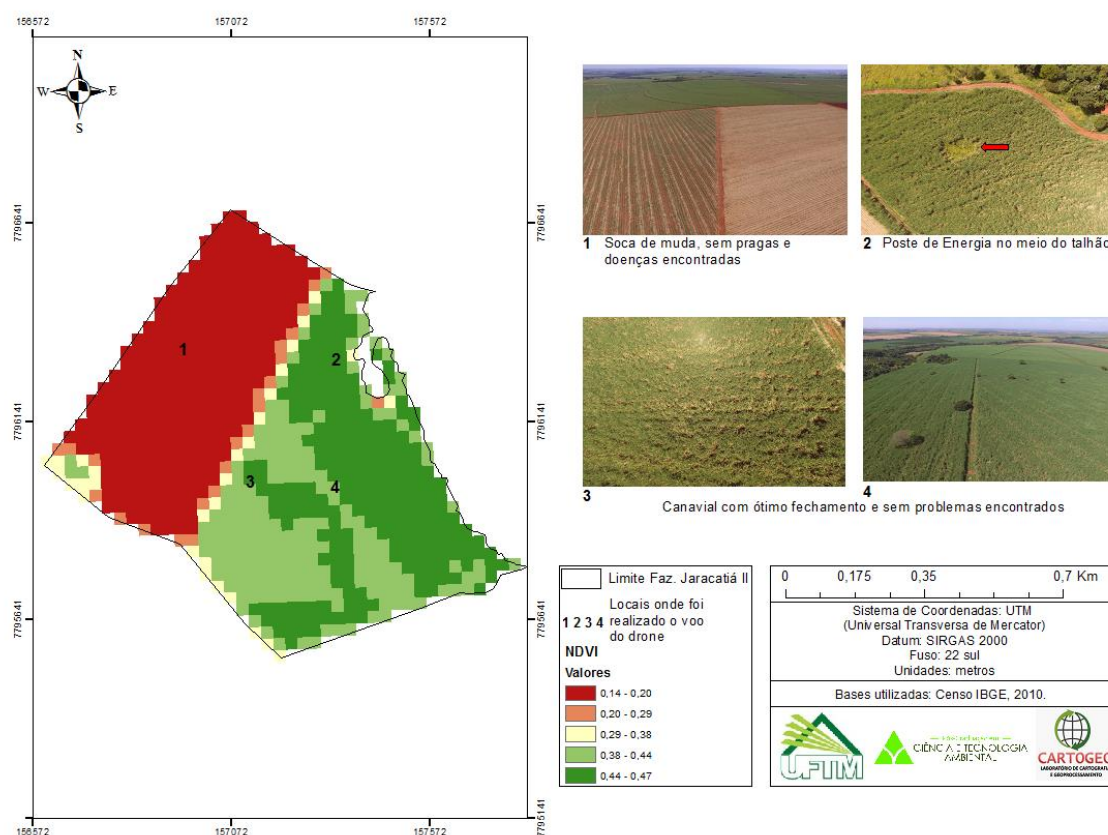 156572 157072 157572
N
W E
S
7796641 7796641
7796141 7796141
7795641 7795641
7795141
156572 157072 157572
1
2
3
4
1 Soca de muda, sem pragas e
doenças encontradas
2 Poste de Energia no meio do talhão
3 4
Canavial com ótimo fechamento e sem problemas encontrados
Limite Faz. Jaracatiá II
Locais onde foi
1 2 3 4 realizado o voo
do drone
NDVI
Valores
0,14 - 0,20
0,20 - 0,29
0,29 - 0,38
0,38 - 0,44
0,44 - 0,47
0 0,175 0,35 0,7 Km
Sistema de Coordenadas: UTM
(Universal Transversa de Mercator)
Datum: SIRGAS 2000
Fuso: 22 sul
Unidades: metros
Bases utilizadas: Censo IBGE, 2010.
UFTM
CIÊNCIA E TECNOLOGIA
AMBIENTAL
CARTOGEO
LABORATÓRIO DE CARTOGRAFIA
E GEOPROCESSAMENTO